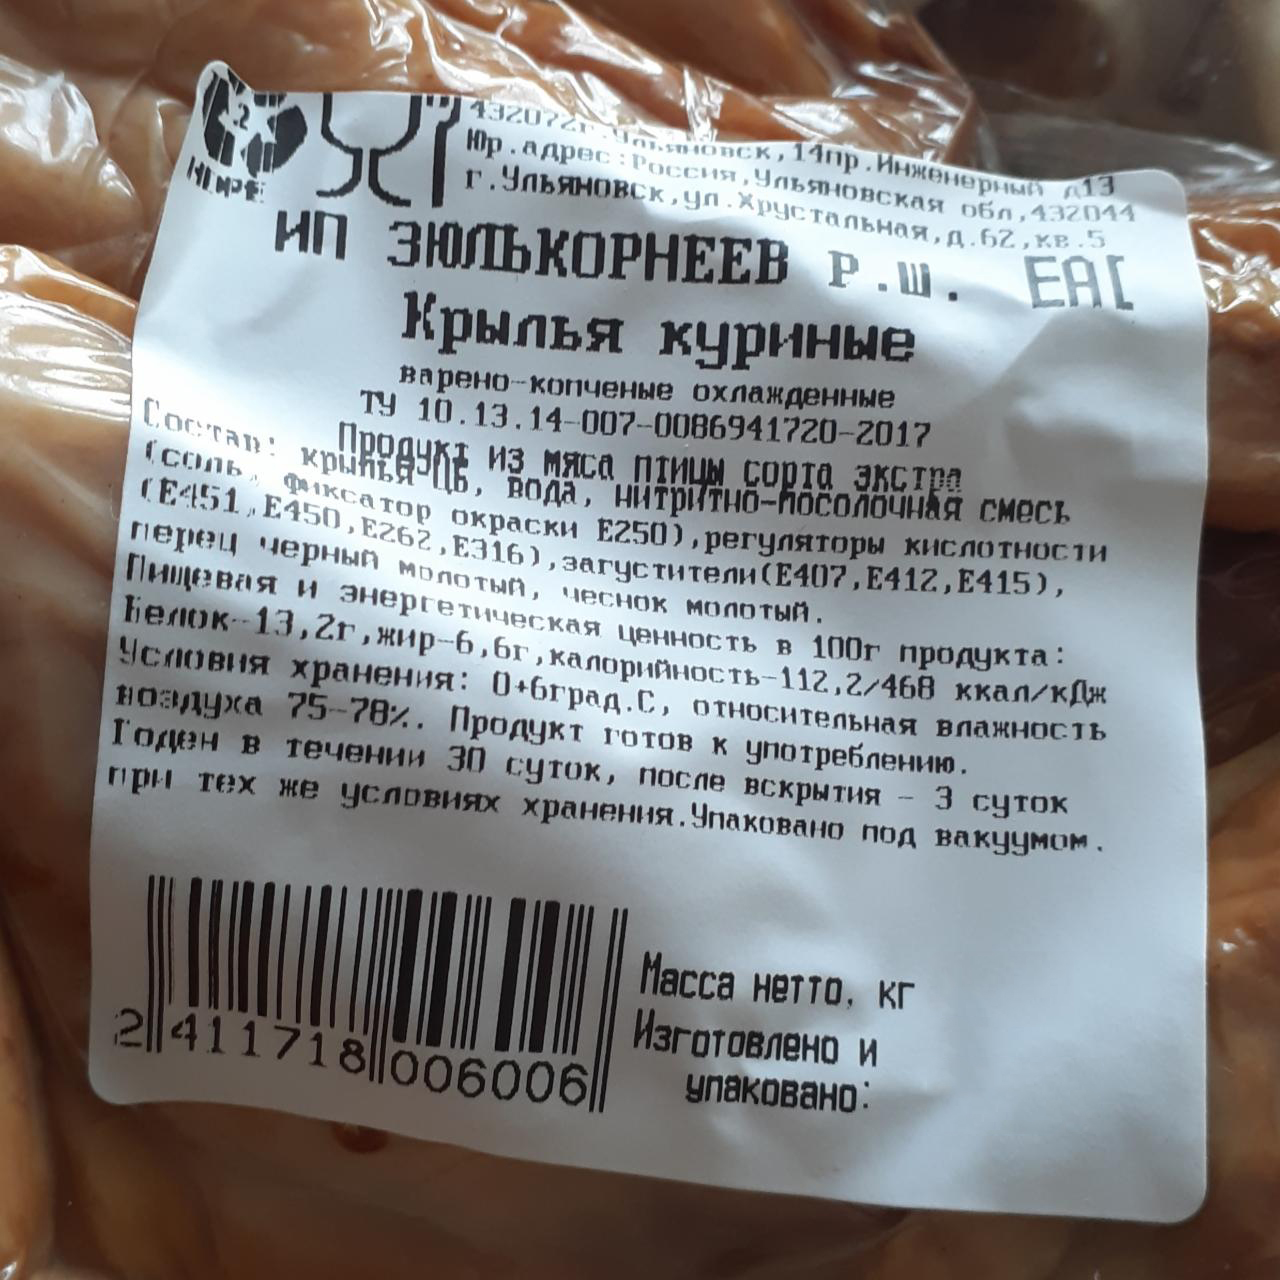 2
HDPE
432072г.Ульяновск,14пр.Инженерный д13
Юр.адрес:Россия,Ульяновская обл,432044
г.Ульяновск,ул.Хрустальная,д.62,кв.5
ИП ЗЮЛЬКОРНЕЕВ Р.Ш. EAC
Крылья куриные
варено-копченые охлажденные
ТУ 10.13.14-007-0086941720-2017
Продукт из мяса птицы сорта экстра
Состав: крылья ЦБ, вода, нитритно-посолочная смесь
(соль, фиксатор окраски Е250),регуляторы кислотности
(Е451,Е450,Е262,Е316),загустители(Е407,Е412,Е415),
перец черный молотый, чеснок молотый.
Пищевая и энергетическая ценность в 100г продукта:
Белок-13,2г,жир-6,6г,калорийность-112,2/468 ккал/кДж
Условия хранения: 0+6град.С, относительная влажность
воздуха 75-78%. Продукт готов к употреблению.
Годен в течении 30 суток, после вскрытия - 3 суток
при тех же условиях хранения.Упаковано под вакуумом.
Масса нетто, кг
Изготовлено и
упаковано:
2 411718 006006